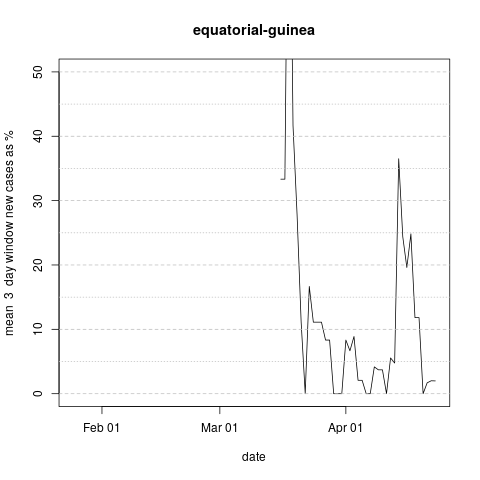 equatorial-guinea
mean 3 day window new cases as %
50
40
30
20
10
0
Feb 01
Mar 01
Apr 01
date